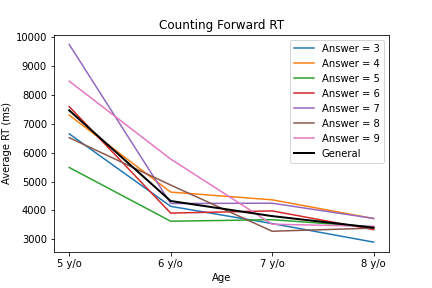 Counting Forward RT
10000
9000
8000
7000
6000
5000
4000
3000
Average RT (ms)
Answer = 3
Answer = 4
Answer = 5
Answer = 6
Answer = 7
Answer = 8
Answer = 9
General
5 y/o
6 y/o
7 y/o
8 y/o
Age